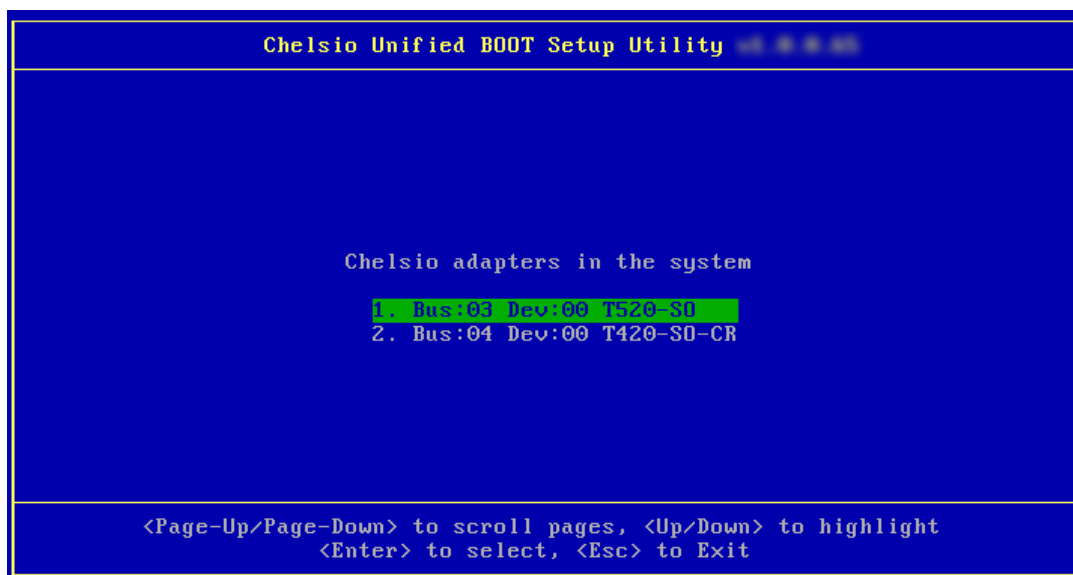 Chelsio Unified BOOT Setup Utility
Chelsio adapters in the system
1. Bus:03 Dev:00 T520-SO
2. Bus:04 Dev:00 T420-SO-CR
<Page-Up/Page-Down> to scroll pages, <Up/Down> to highlight
<Enter> to select, <Esc> to Exit